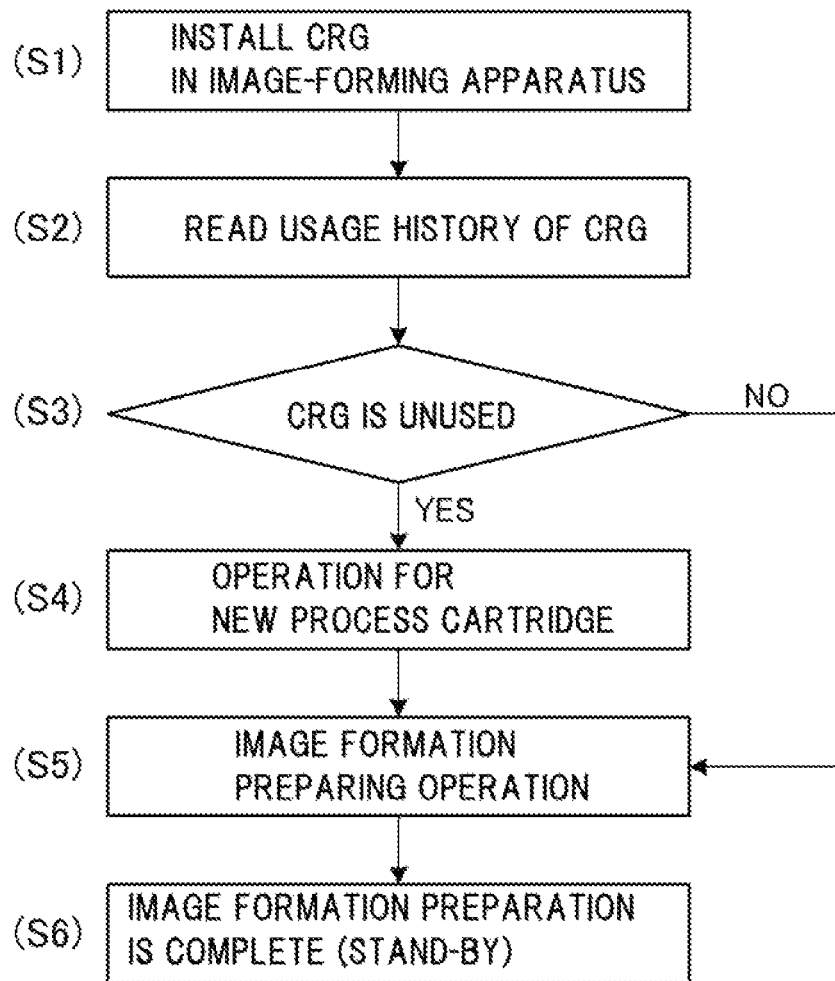 (S1)
INSTALL CRG
IN IMAGE-FORMING APPARATUS
(S2)
READ USAGE HISTORY OF CRG
(S3)
CRG IS UNUSED
NO
YES
(S4)
OPERATION FOR
NEW PROCESS CARTRIDGE
(S5)
IMAGE FORMATION
PREPARING OPERATION
(S6)
IMAGE FORMATION PREPARATION
IS COMPLETE (STAND-BY)